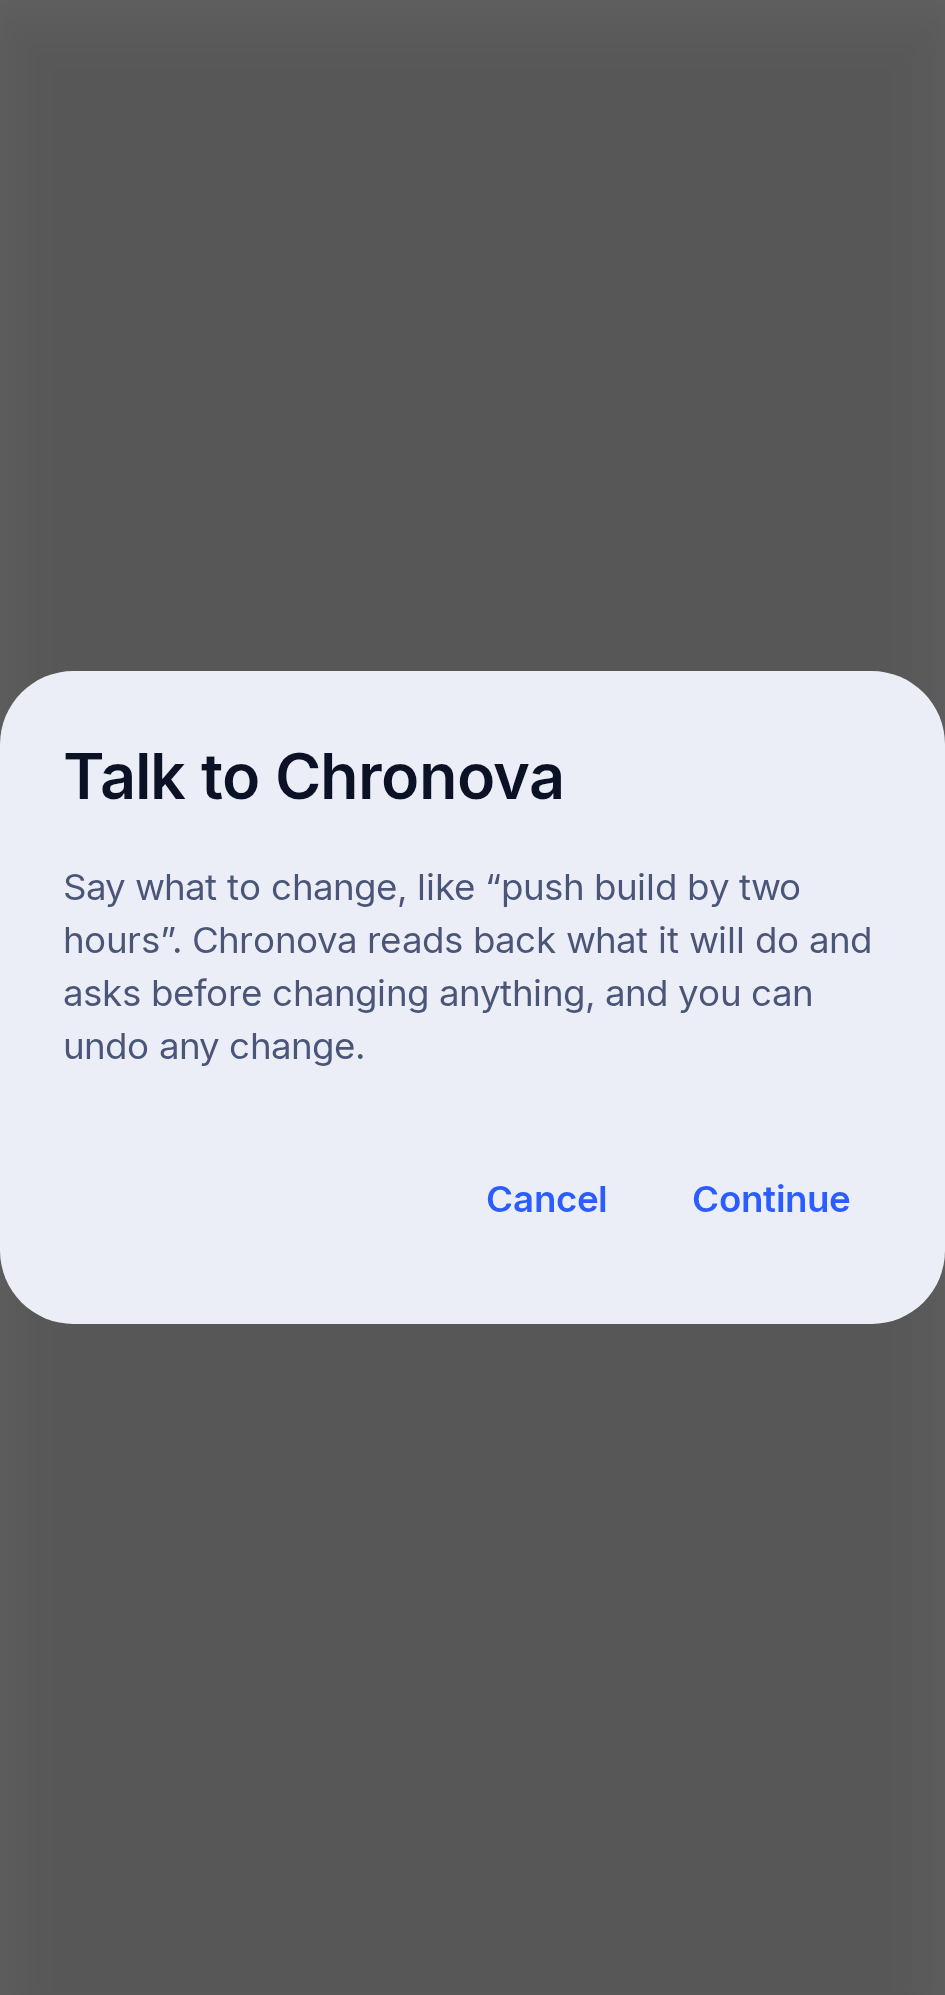 Talk to Chronova
Say what to change, like “push build by two
hours”. Chronova reads back what it will do and
asks before changing anything, and you can
undo any change.
Cancel Continue